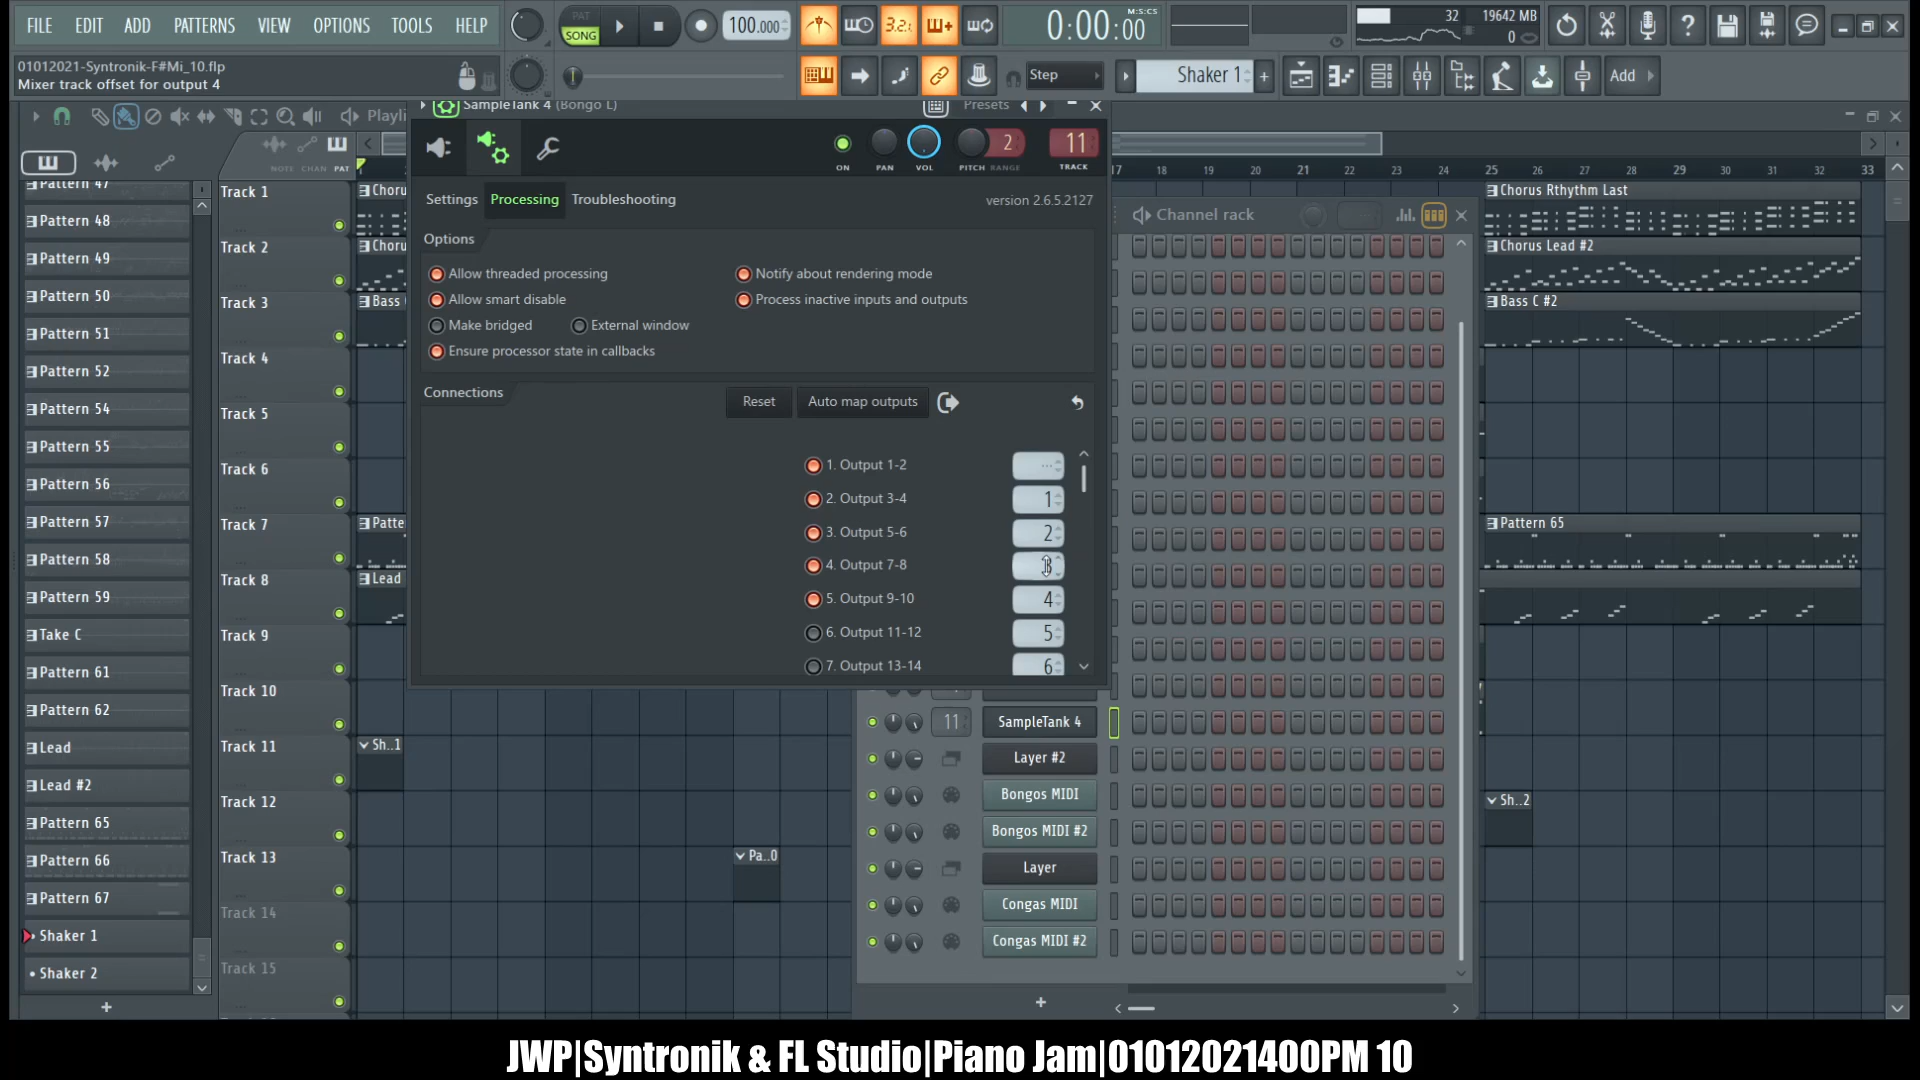 FILE EDIT ADD PATTERNS VIEW OPTIONS TOOLS HELP
PAT
SONG
100.000
3.2.
0:00:00
M:S:CS
32
19642 MB
0
01012021-Syntronik-F#Mi_10.flp
Mixer track offset for output 4
Step
Shaker 1
Add
NOTE CHAN PAT
SampleTank 4 (Bongo L)
Presets
ON
PAN
VOL
PITCH RANGE
2
11
TRACK
Settings Processing Troubleshooting
version 2.6.5.2127
Options
Allow threaded processing
Notify about rendering mode
Allow smart disable
Process inactive inputs and outputs
Make bridged
External window
Ensure processor state in callbacks
Connections
Reset
Auto map outputs
1. Output 1-2
---
2. Output 3-4
1
3. Output 5-6
2
4. Output 7-8
3
5. Output 9-10
4
6. Output 11-12
5
7. Output 13-14
6
Pattern 47
Pattern 48
Pattern 49
Pattern 50
Pattern 51
Pattern 52
Pattern 54
Pattern 55
Pattern 56
Pattern 57
Pattern 58
Pattern 59
Take C
Pattern 61
Pattern 62
Lead
Lead #2
Pattern 65
Pattern 66
Pattern 67
Shaker 1
Shaker 2
Track 1
Track 2
Track 3
Track 4
Track 5
Track 6
Track 7
Track 8
Track 9
Track 10
Track 11
Track 12
Track 13
Track 14
Track 15
Bass
Lead
Sh..1
Pa..0
Channel rack
11
SampleTank 4
Layer #2
Bongos MIDI
Bongos MIDI #2
Layer
Congas MIDI
Congas MIDI #2
17 18 19 20 21 22 23 24 25 26 27 28 29 30 31 32 33
Chorus Rthythm Last
Chorus Lead #2
Bass C #2
Pattern 65
Sh..2
JWP|Syntronik & FL Studio|Piano Jam|01012021400PM 10